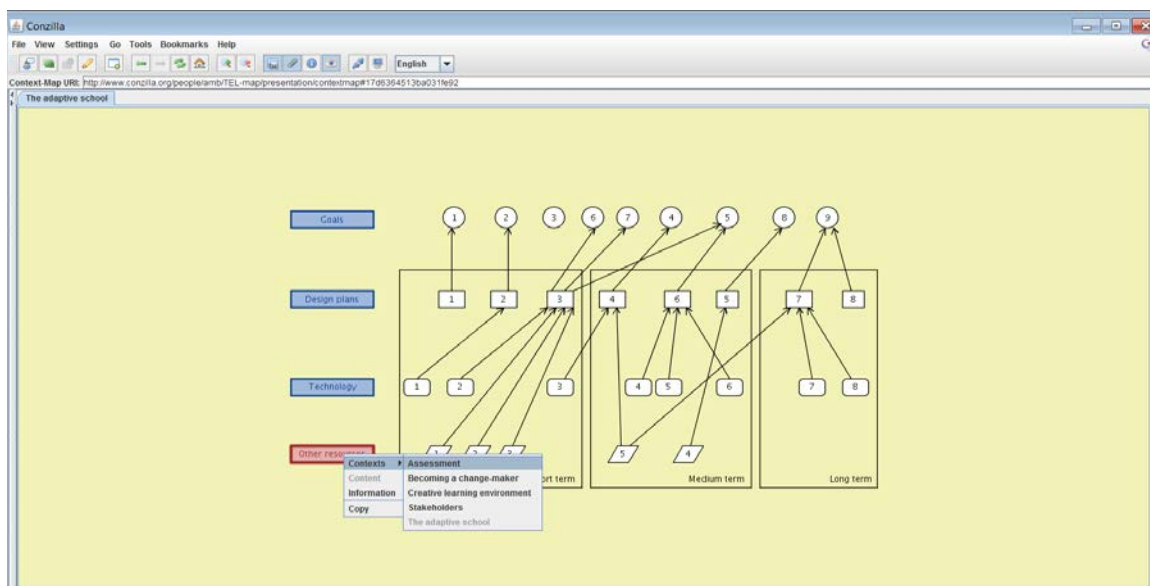 Conzilla
File View Settings Go Tools Bookmarks Help
English
Context-Map URI: http://www.conzilla.org/people/amb/TEL-map/presentation/contextmap#17d6364513ba031fe92
The adaptive school
Goals 1 2 3 6 7 4 5 8 9
Design plans 1 2 3 4 6 5 7 8
Technology 1 2 3 4 5 6 7 8
Other resources 5 4
Contexts Assessment
Content Becoming a change-maker
Information Creative learning environment
Copy Stakeholders
The adaptive school
term Medium term Long term